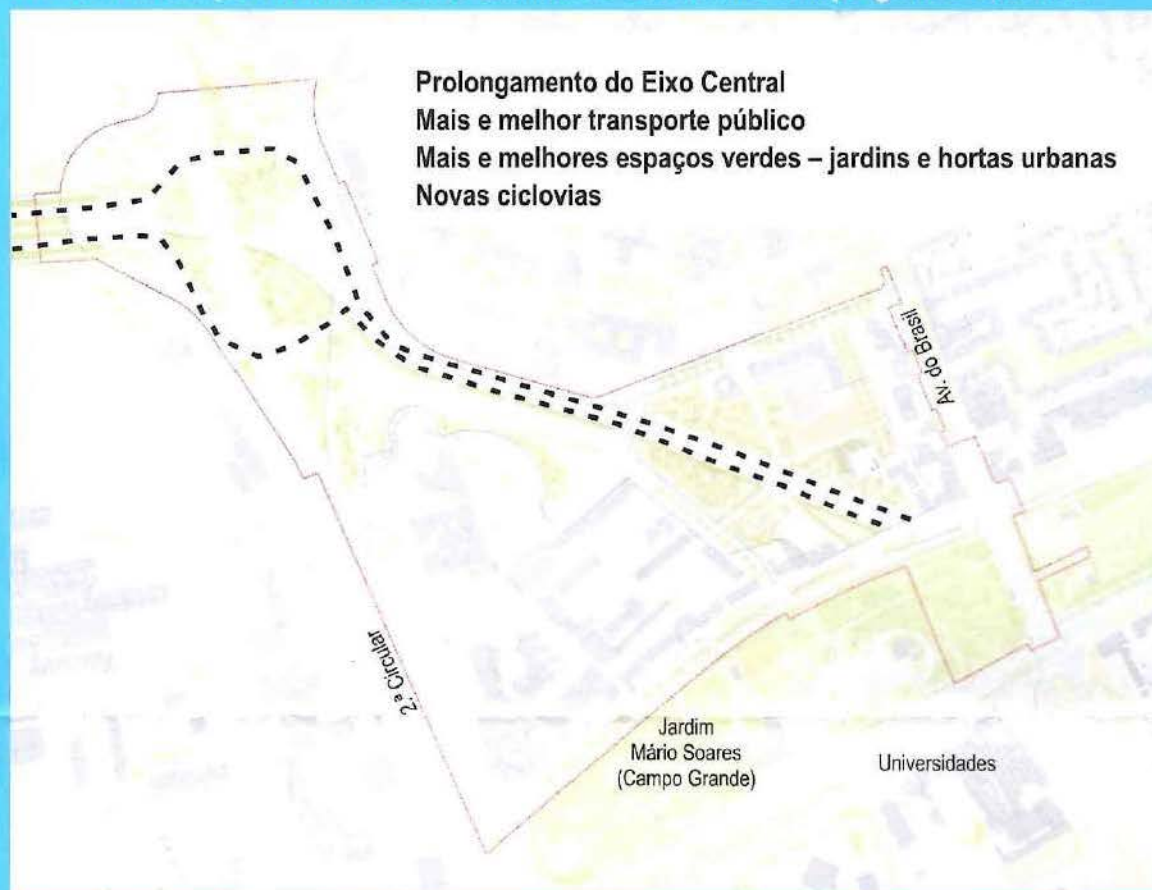 Prolongamento do Eixo Central
Mais e melhor transporte público
Mais e melhores espaços verdes – jardins e hortas urbanas
Novas ciclovias
Av. do Brasil
2.ª Circular
Jardim
Mário Soares
(Campo Grande)
Universidades